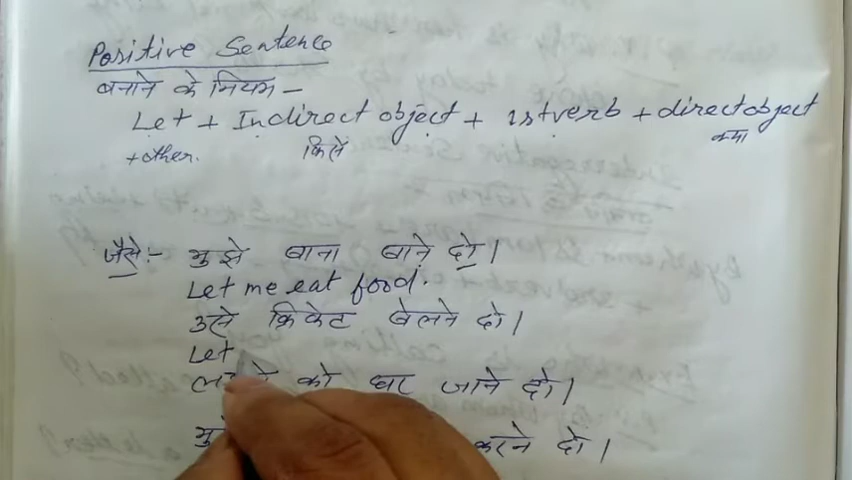 Positive Sentence
बनाने के नियम -
Let + Indirect object + 1st verb + direct object
+ other. किसे क्या
जैसे:- मुझे खाना खाने दो।
Let me eat food.
उसे क्रिकेट खेलने दो।
Let
को घर जाने दो।
करने दो।